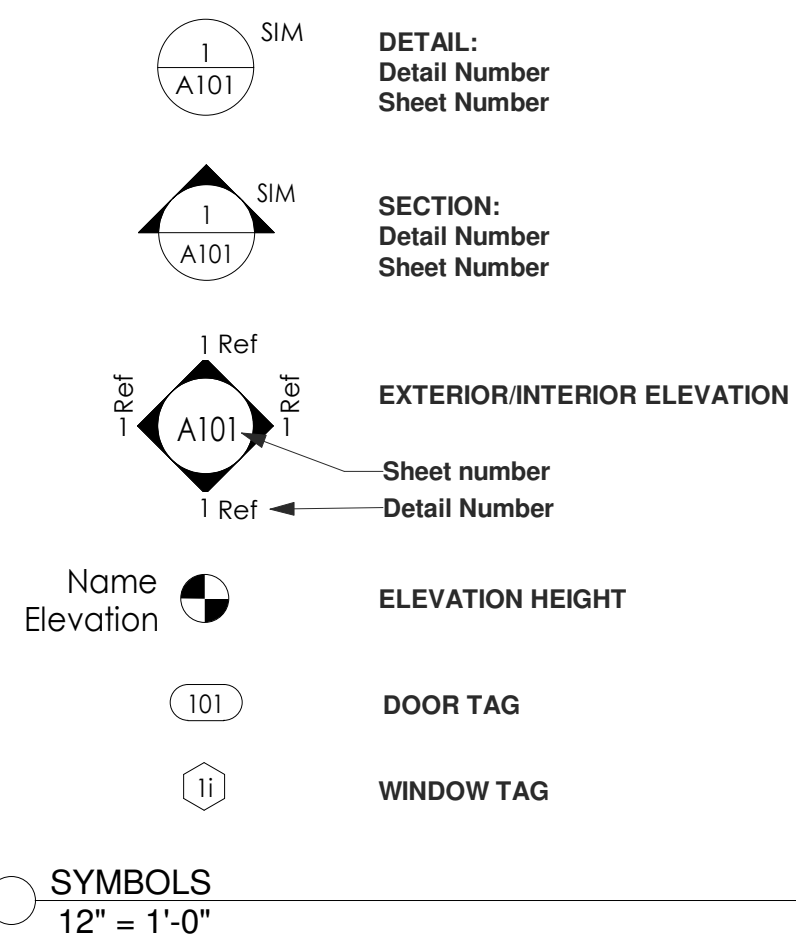 1
A101
SIM
DETAIL:
Detail Number
Sheet Number
1
A101
SIM
SECTION:
Detail Number
Sheet Number
1 Ref
1 Ref
A101
1 Ref
1 Ref
EXTERIOR/INTERIOR ELEVATION
Sheet number
Detail Number
Name
Elevation
ELEVATION HEIGHT
101
DOOR TAG
1i
WINDOW TAG
SYMBOLS
12" = 1'-0"